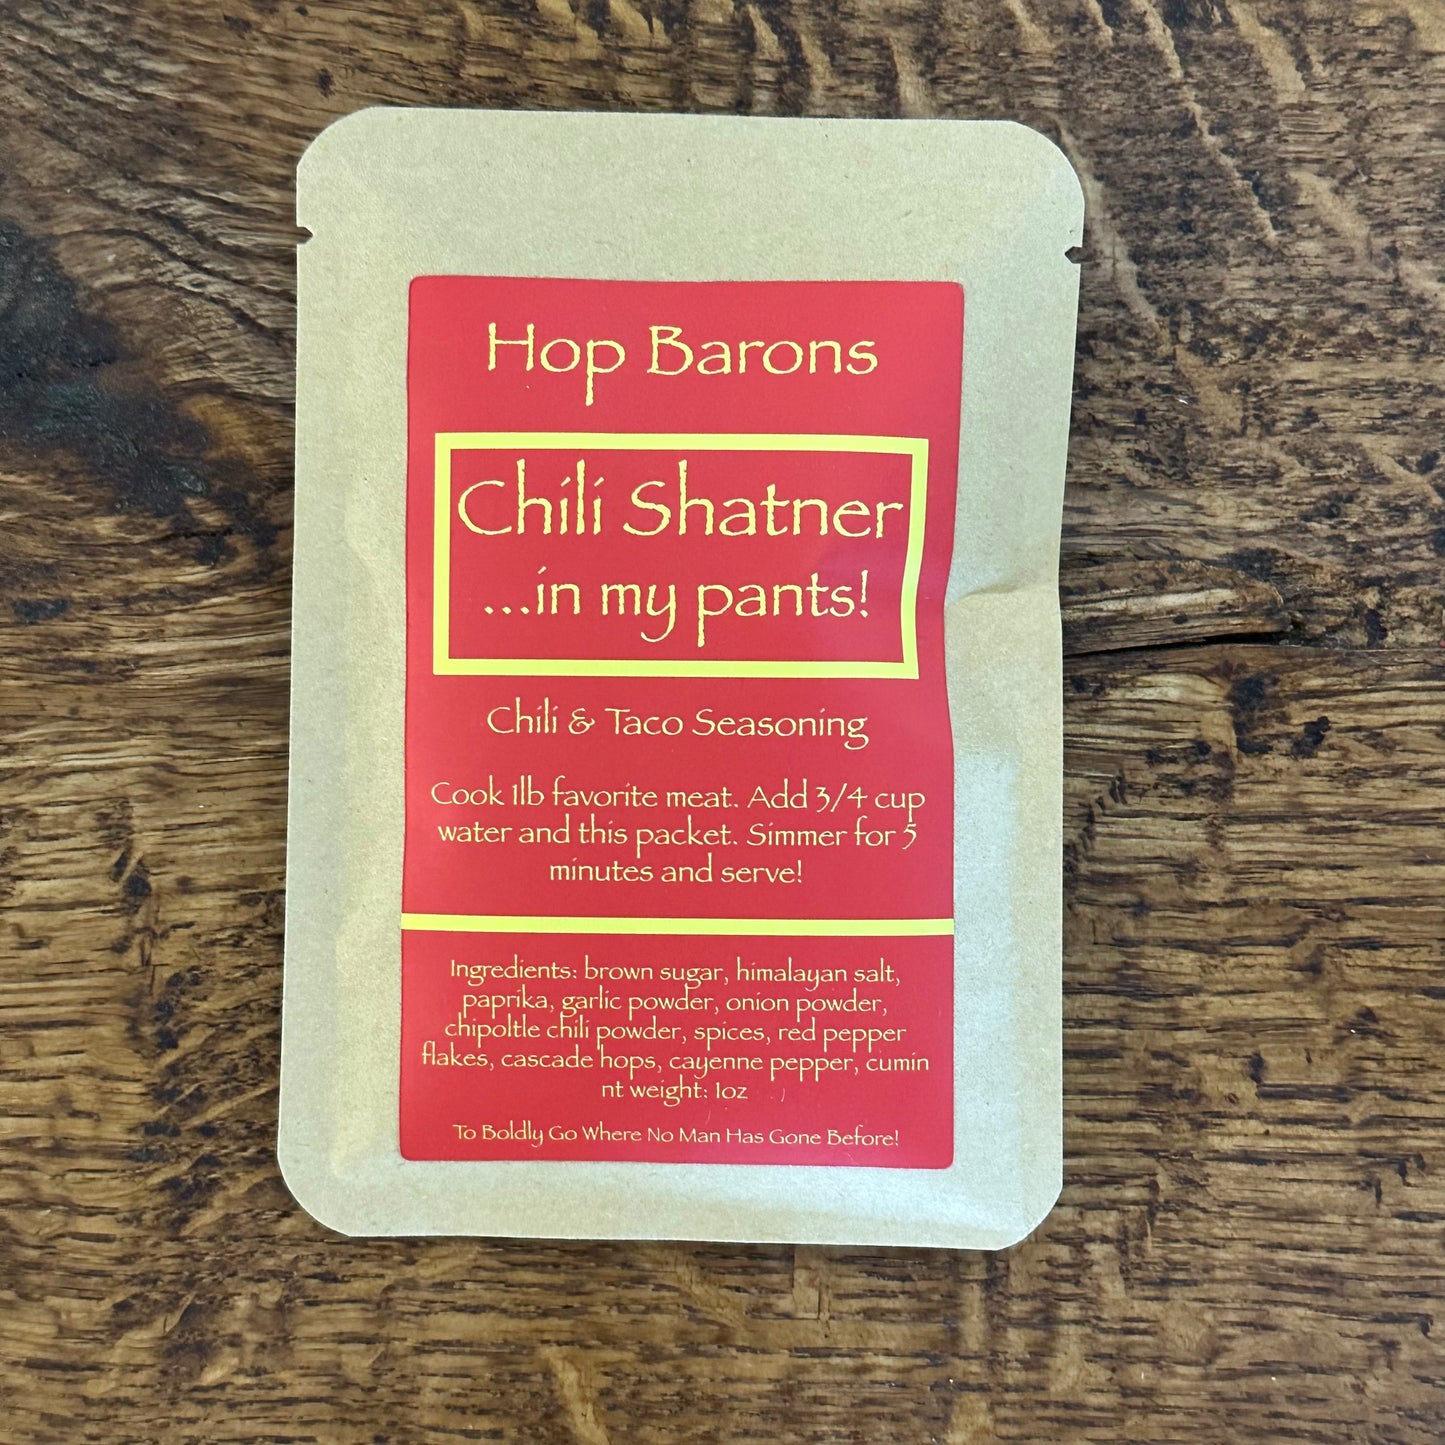 Hop Barons
Chili Shatner
...in my pants!
Chili & Taco Seasoning
Cook 1lb favorite meat. Add 3/4 cup
water and this packet. Simmer for 5
minutes and serve!
Ingredients: brown sugar, himalayan salt,
paprika, garlic powder, onion powder,
chipoltle chili powder, spices, red pepper
flakes, cascade hops, cayenne pepper, cumin
nt weight: 1oz
To Boldly Go Where No Man Has Gone Before!